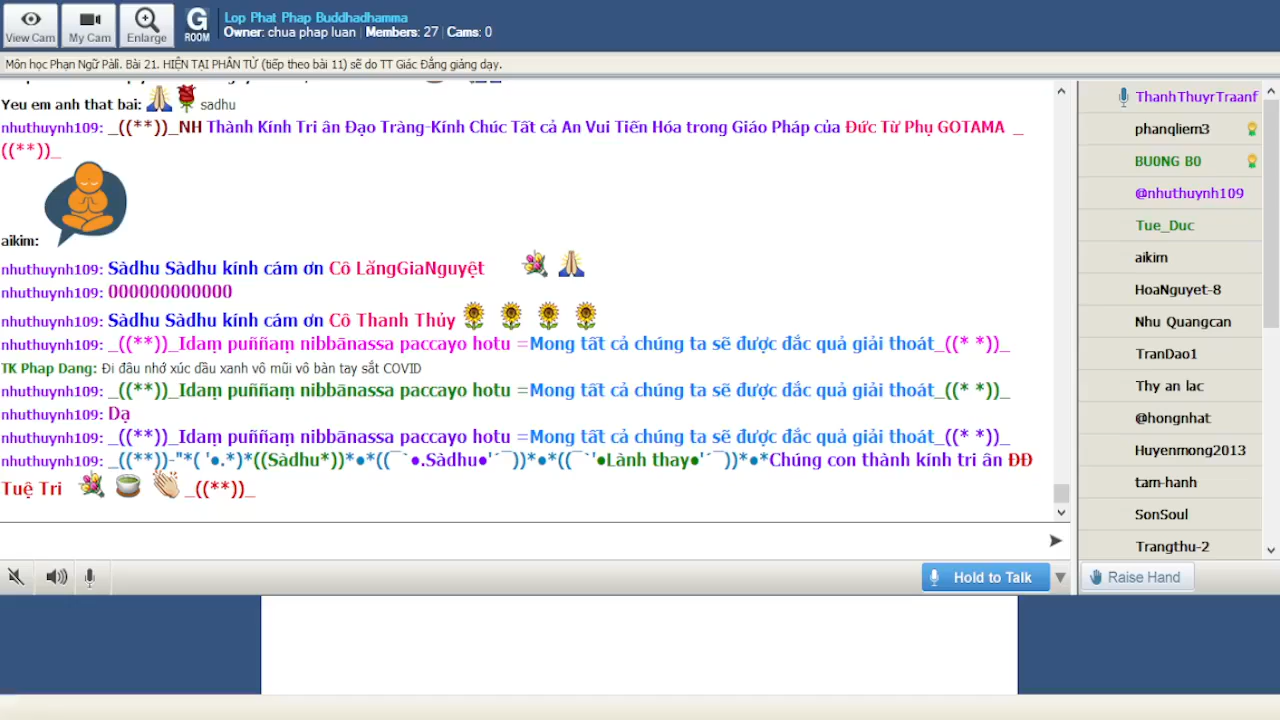 View Cam
My Cam
Enlarge
G
ROOM
Lop Phat Phap Buddhadhamma
Owner: chua phap luan | Members: 27 | Cams: 0
Môn học Phạn Ngữ Pāli. Bài 21. HIỆN TẠI PHÂN TỪ (tiếp theo bài 11) sẽ do TT Giác Đẳng giảng dạy.
Yeu em anh that bai: sadhu
nhuthuynh109: _((**))_NH Thành Kính Tri ân Đạo Tràng-Kính Chúc Tất cả An Vui Tiến Hóa trong Giáo Pháp của Đức Từ Phụ GOTAMA _
((**))_
aikim:
nhuthuynh109: Sàdhu Sàdhu kính cám ơn Cô LăngGiaNguyệt
nhuthuynh109: 000000000000
nhuthuynh109: Sàdhu Sàdhu kính cám ơn Cô Thanh Thủy
nhuthuynh109: _((**))_Idaṃ puññaṃ nibbānassa paccayo hotu =Mong tất cả chúng ta sẽ được đắc quả giải thoát_((* *))_
TK Phap Dang: Đi đâu nhớ xúc dầu xanh vô mũi vô bàn tay sắt COVID
nhuthuynh109: _((**))_Idaṃ puññaṃ nibbānassa paccayo hotu =Mong tất cả chúng ta sẽ được đắc quả giải thoát_((* *))_
nhuthuynh109: Dạ
nhuthuynh109: _((**))_Idaṃ puññaṃ nibbānassa paccayo hotu =Mong tất cả chúng ta sẽ được đắc quả giải thoát_((* *))_
nhuthuynh109: _((**))-"*( '●.*)*((Sàdhu*))*●*((¯`●.Sàdhu●'´¯))*●*((¯`'●Lành thay●'´¯))*●*Chúng con thành kính tri ân ĐĐ
Tuệ Tri _((**))_
Hold to Talk
ThanhThuyrTraanf
phanqliem3
BU0NG B0
@nhuthuynh109
Tue_Duc
aikim
HoaNguyet-8
Nhu Quangcan
TranDao1
Thy an lac
@hongnhat
Huyenmong2013
tam-hanh
SonSoul
Trangthu-2
Raise Hand